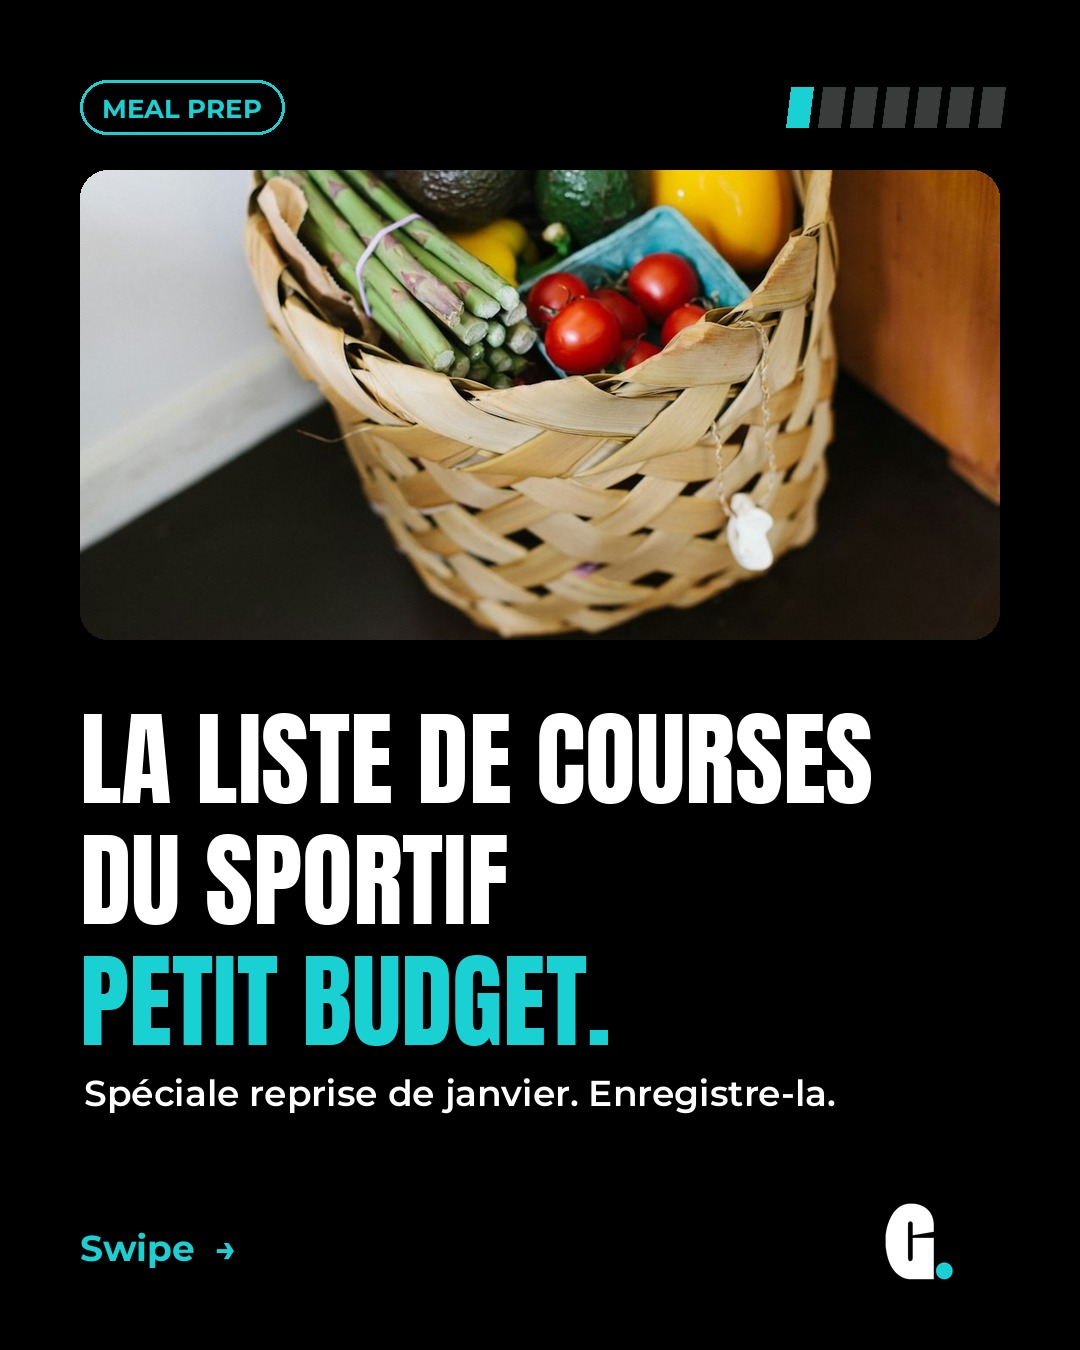 MEAL PREP
LA LISTE DE COURSES
DU SPORTIF
PETIT BUDGET.
Spéciale reprise de janvier. Enregistre-la.
Swipe →
G.